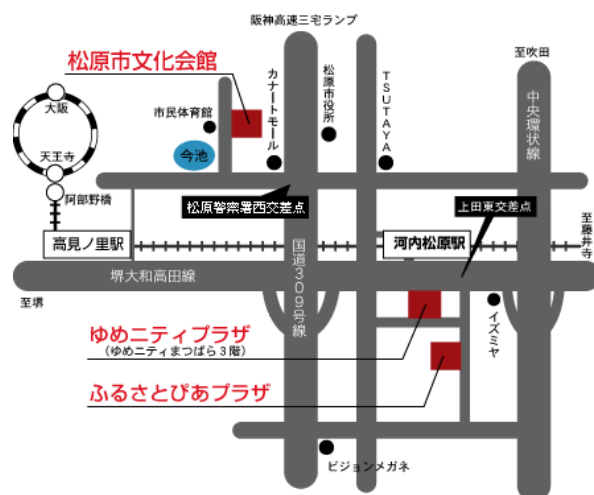 阪神高速三宅ランプ
松原市文化会館
至吹田
大阪
市民体育館
カナートモール
松原市役所
TSUTAYA
中央環状線
天王寺
今池
阿部野橋
松原警察署西交差点
上田東交差点
高見ノ里駅
河内松原駅
至藤井寺
国道309号線
堺大和高田線
至堺
イズミヤ
ゆめニティプラザ
(ゆめニティまつばら3階)
ふるさとぴあプラザ
ビジョンメガネ